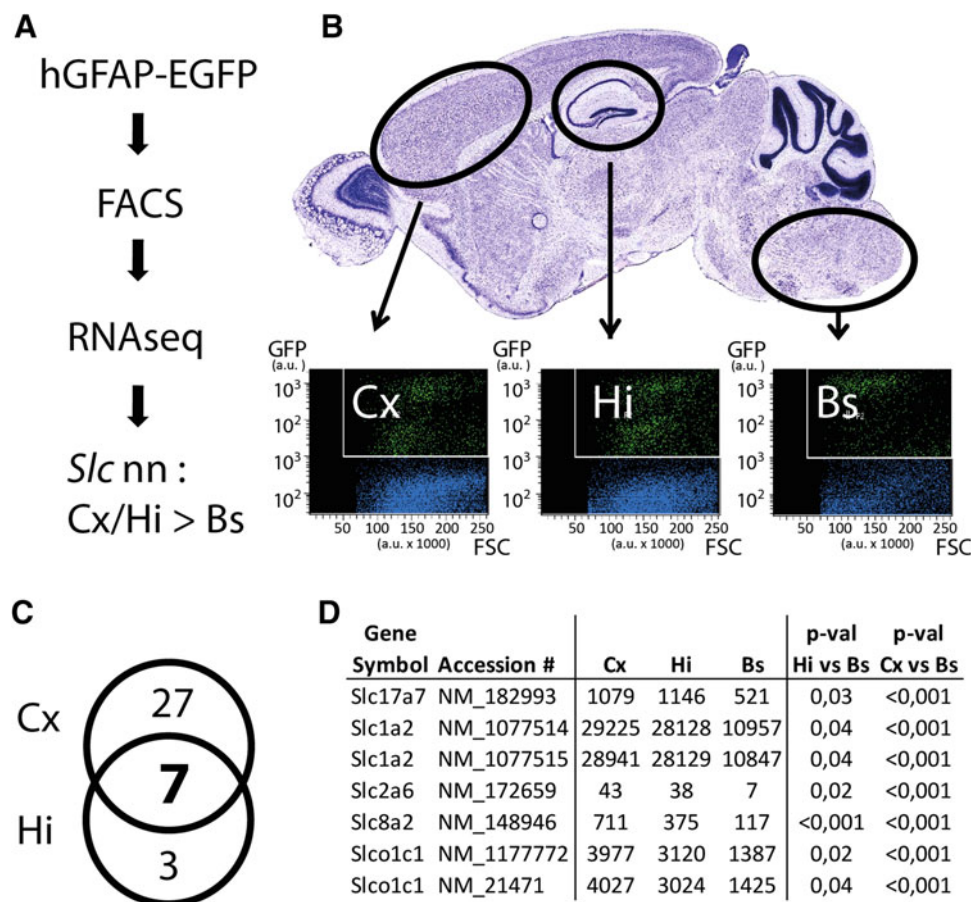 A
hGFAP-EGFP
FACS
RNAseq
Slc nn :
Cx/Hi > Bs
B
GFP
(a.u.)
10³
10²
10³
10²
Cx
50 100 150 200 250
(a.u. x 1000) FSC
GFP
(a.u.)
10³
10²
10³
10²
Hi
50 100 150 200 250
(a.u. x 1000) FSC
GFP
(a.u.)
10³
10²
10³
10²
Bs
50 100 150 200 250
(a.u. x 1000) FSC
C
Cx
27
7
Hi
3
D
Gene p-val p-val
Symbol Accession # Cx Hi Bs Hi vs Bs Cx vs Bs
Slc17a7 NM_182993 1079 1146 521 0,03 <0,001
Slc1a2 NM_1077514 29225 28128 10957 0,04 <0,001
Slc1a2 NM_1077515 28941 28129 10847 0,04 <0,001
Slc2a6 NM_172659 43 38 7 0,02 <0,001
Slc8a2 NM_148946 711 375 117 <0,001 <0,001
Slco1c1 NM_1177772 3977 3120 1387 0,02 <0,001
Slco1c1 NM_21471 4027 3024 1425 0,04 <0,001